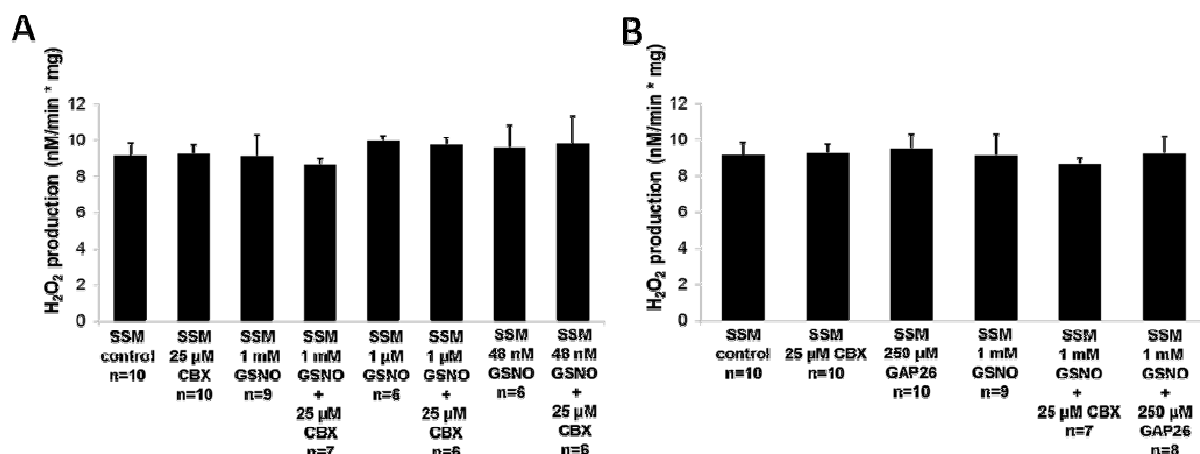 A
H₂O₂ production (nM/min * mg)
12
10
8
6
4
2
0
SSM
control
n=10
SSM
25 µM
CBX
n=10
SSM
1 mM
GSNO
n=9
SSM
1 mM
GSNO
+
25 µM
CBX
n=7
SSM
1 µM
GSNO
n=6
SSM
1 µM
GSNO
+
25 µM
CBX
n=6
SSM
48 nM
GSNO
n=6
SSM
48 nM
GSNO
+
25 µM
CBX
n=6
B
H₂O₂ production (nM/min * mg)
12
10
8
6
4
2
0
SSM
control
n=10
SSM
25 µM CBX
n=10
SSM
250 µM
GAP26
n=10
SSM
1 mM
GSNO
n=9
SSM
1 mM
GSNO
+
25 µM CBX
n=7
SSM
1 mM
GSNO
+
250 µM
GAP26
n=8